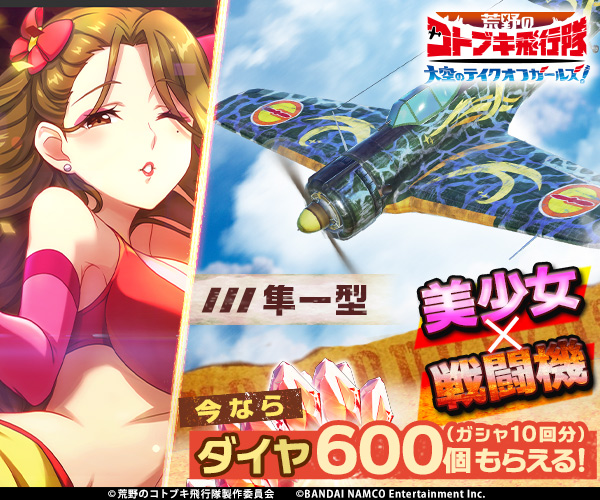 荒野の
コトブキ飛行隊
大空のテイクオフガールズ!
隼一型
美少女
×
戦闘機
今なら
ダイヤ600個もらえる!
(ガシャ10回分)
©荒野のコトブキ飛行隊製作委員会 ©BANDAI NAMCO Entertainment Inc.